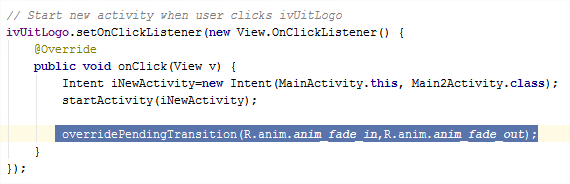 // Start new activity when user clicks ivUitLogo
ivUitLogo.setOnClickListener(new View.OnClickListener() {
@Override
public void onClick(View v) {
Intent iNewActivity=new Intent(MainActivity.this, Main2Activity.class);
startActivity(iNewActivity);
overridePendingTransition(R.anim.anim_fade_in,R.anim.anim_fade_out);
}
});